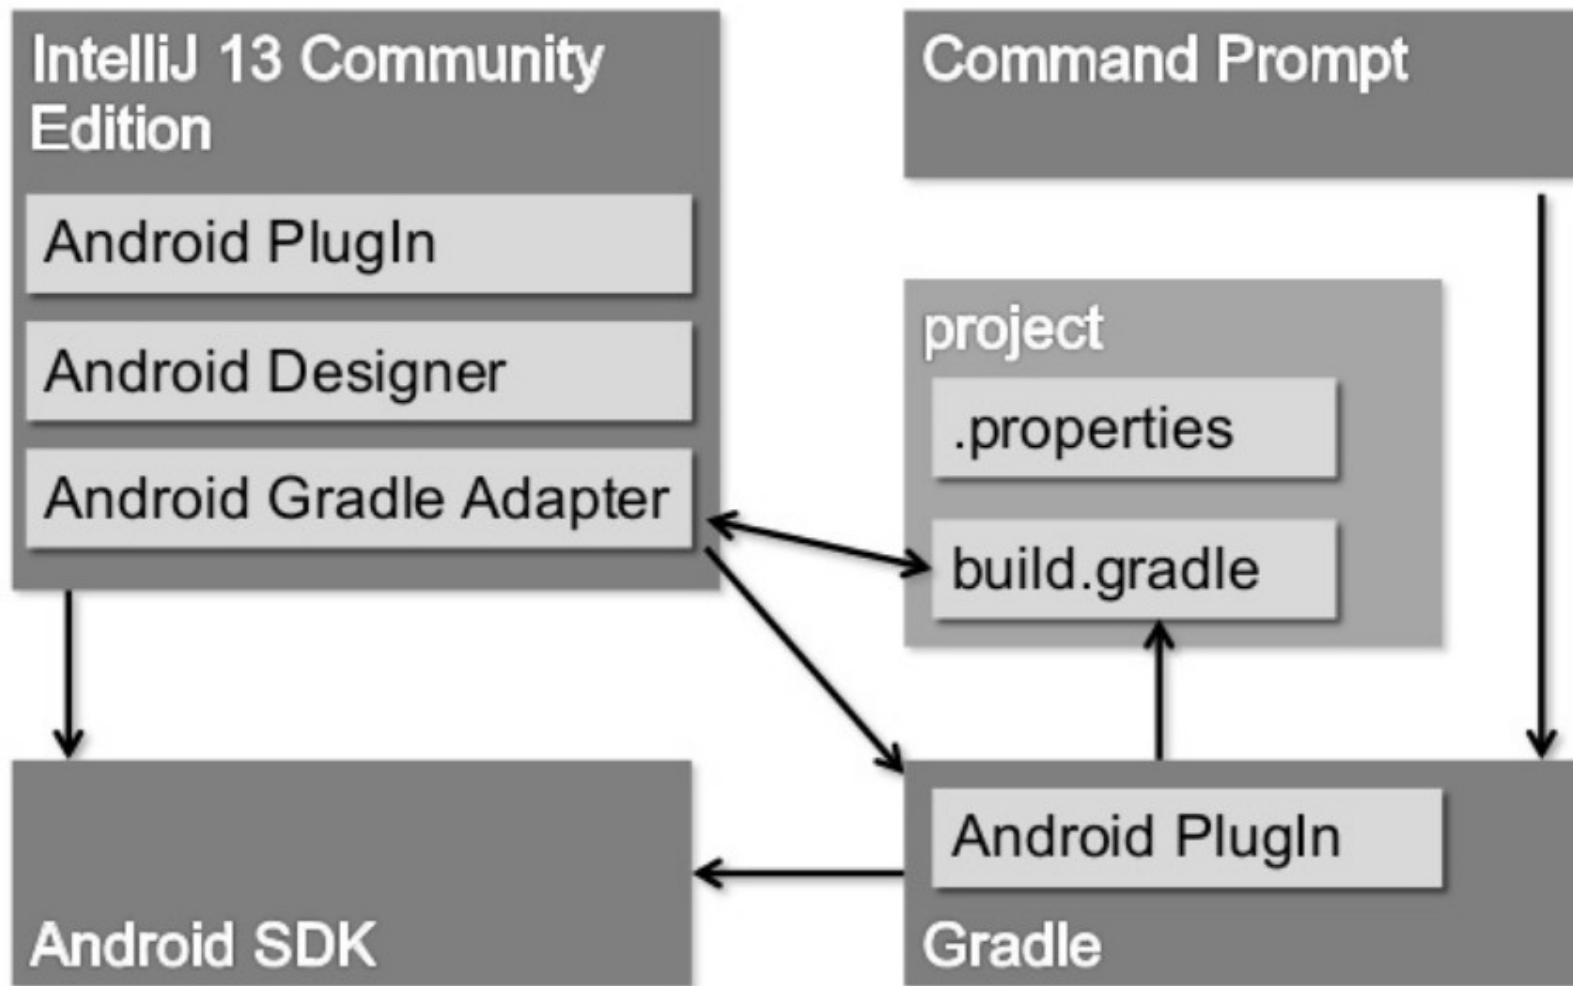 IntelliJ 13 Community
Edition
Android PlugIn
Android Designer
Android Gradle Adapter
Command Prompt
project
.properties
build.gradle
Android SDK
Android PlugIn
Gradle